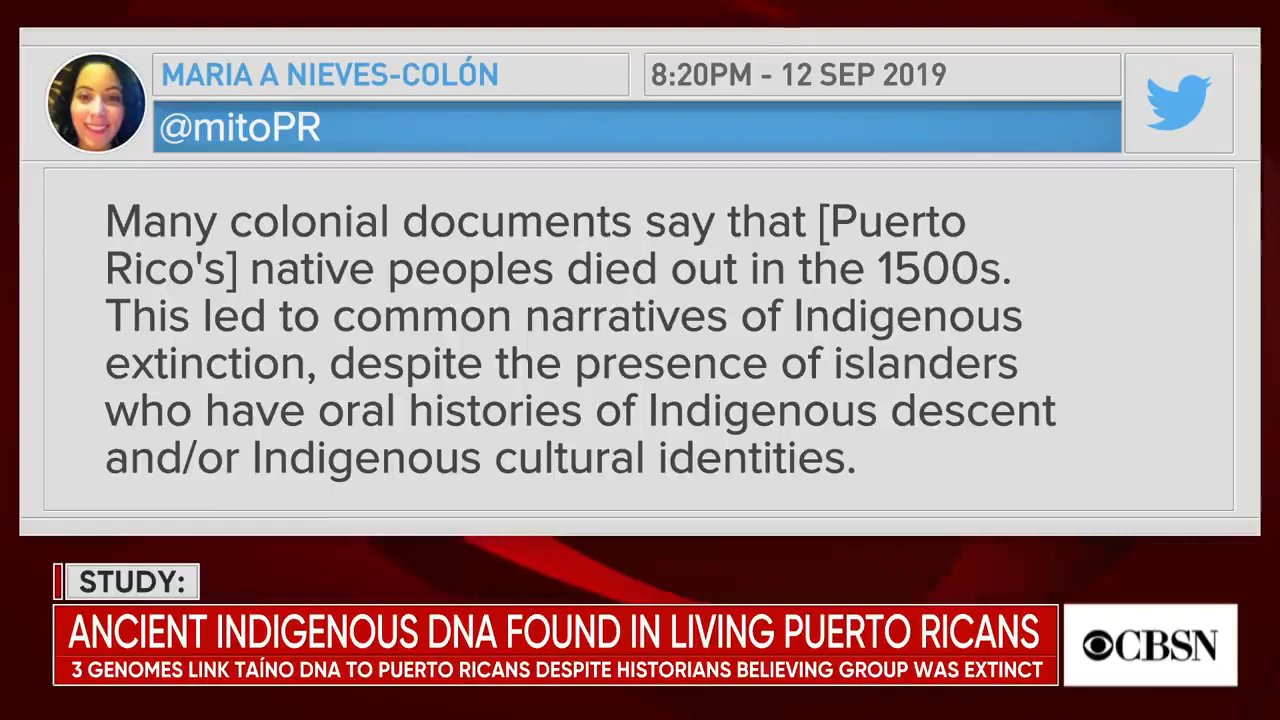 MARIA A NIEVES-COLÓN
8:20PM - 12 SEP 2019
@mitoPR
Many colonial documents say that [Puerto
Rico's] native peoples died out in the 1500s.
This led to common narratives of Indigenous
extinction, despite the presence of islanders
who have oral histories of Indigenous descent
and/or Indigenous cultural identities.
STUDY:
ANCIENT INDIGENOUS DNA FOUND IN LIVING PUERTO RICANS
3 GENOMES LINK TAÍNO DNA TO PUERTO RICANS DESPITE HISTORIANS BELIEVING GROUP WAS EXTINCT
CBSN